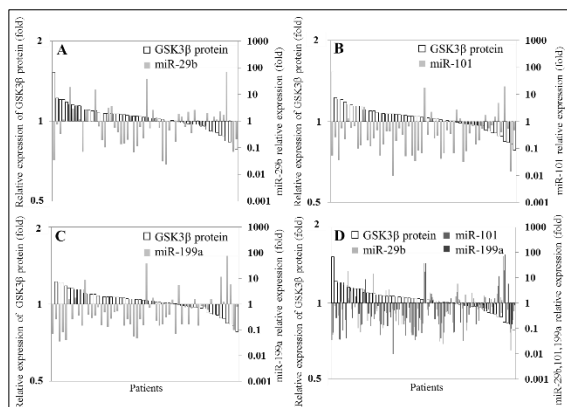 A
GSK3β protein
miR-29b
Relative expression of GSK3β protein (fold)
2
1
0.5
1000
100
10
1
0.1
0.01
0.001
miR-29b relative expression (fold)
B
GSK3β protein
miR-101
Relative expression of GSK3β protein (fold)
2
1
0.5
1000
100
10
1
0.1
0.01
0.001
miR-101 relative expression (fold)
C
GSK3β protein
miR-199a
Relative expression of GSK3β protein (fold)
2
1
0.5
1000
100
10
1
0.1
0.01
0.001
miR-199a relative expression (fold)
Patients
D
GSK3β protein
miR-101
miR-29b
miR-199a
Relative expression of GSK3β protein (fold)
2
1
0.5
1000
100
10
1
0.1
0.01
0.001
miR-29b,101,199a relative expression (fold)
Patients